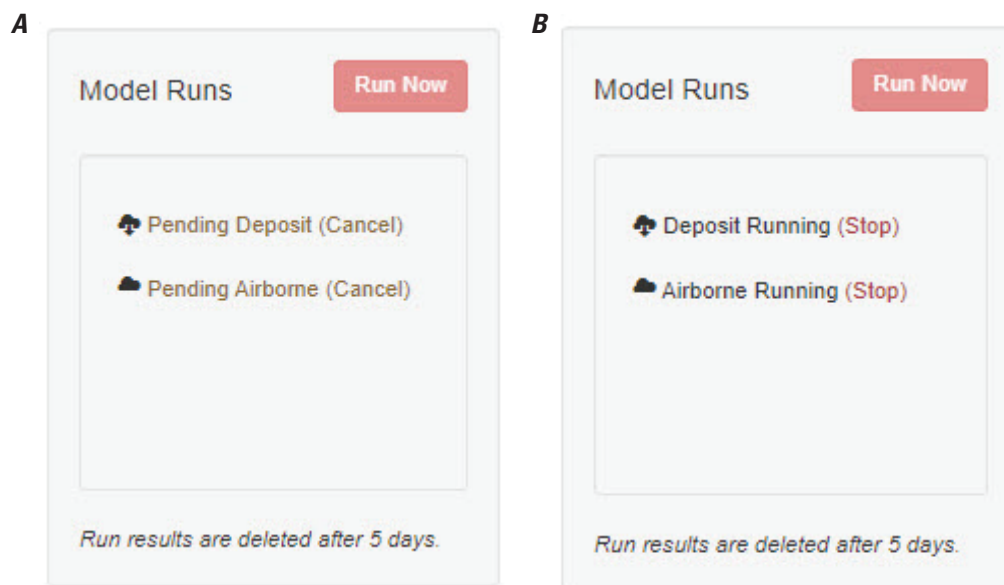 A
Model Runs
Run Now
Pending Deposit (Cancel)
Pending Airborne (Cancel)
Run results are deleted after 5 days.
B
Model Runs
Run Now
Deposit Running (Stop)
Airborne Running (Stop)
Run results are deleted after 5 days.